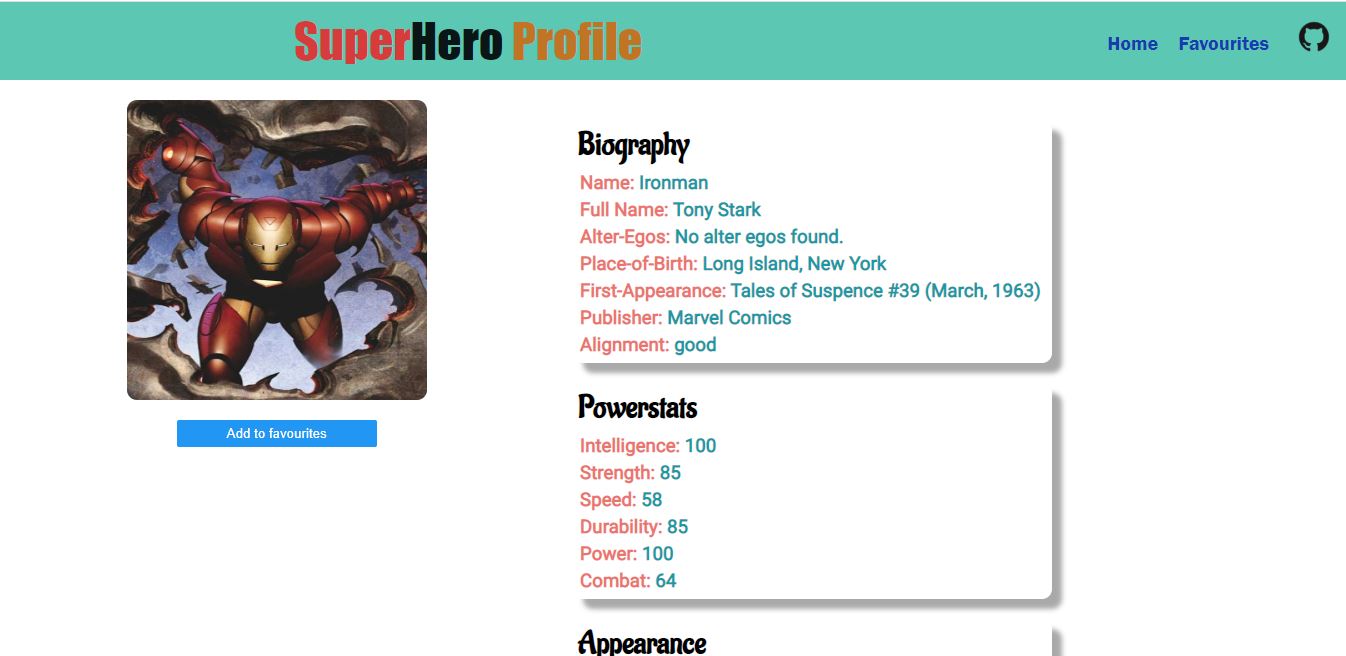 SuperHero Profile
Home Favourites
Add to favourites
Biography
Name: Ironman
Full Name: Tony Stark
Alter-Egos: No alter egos found.
Place-of-Birth: Long Island, New York
First-Appearance: Tales of Suspence #39 (March, 1963)
Publisher: Marvel Comics
Alignment: good
Powerstats
Intelligence: 100
Strength: 85
Speed: 58
Durability: 85
Power: 100
Combat: 64
Appearance